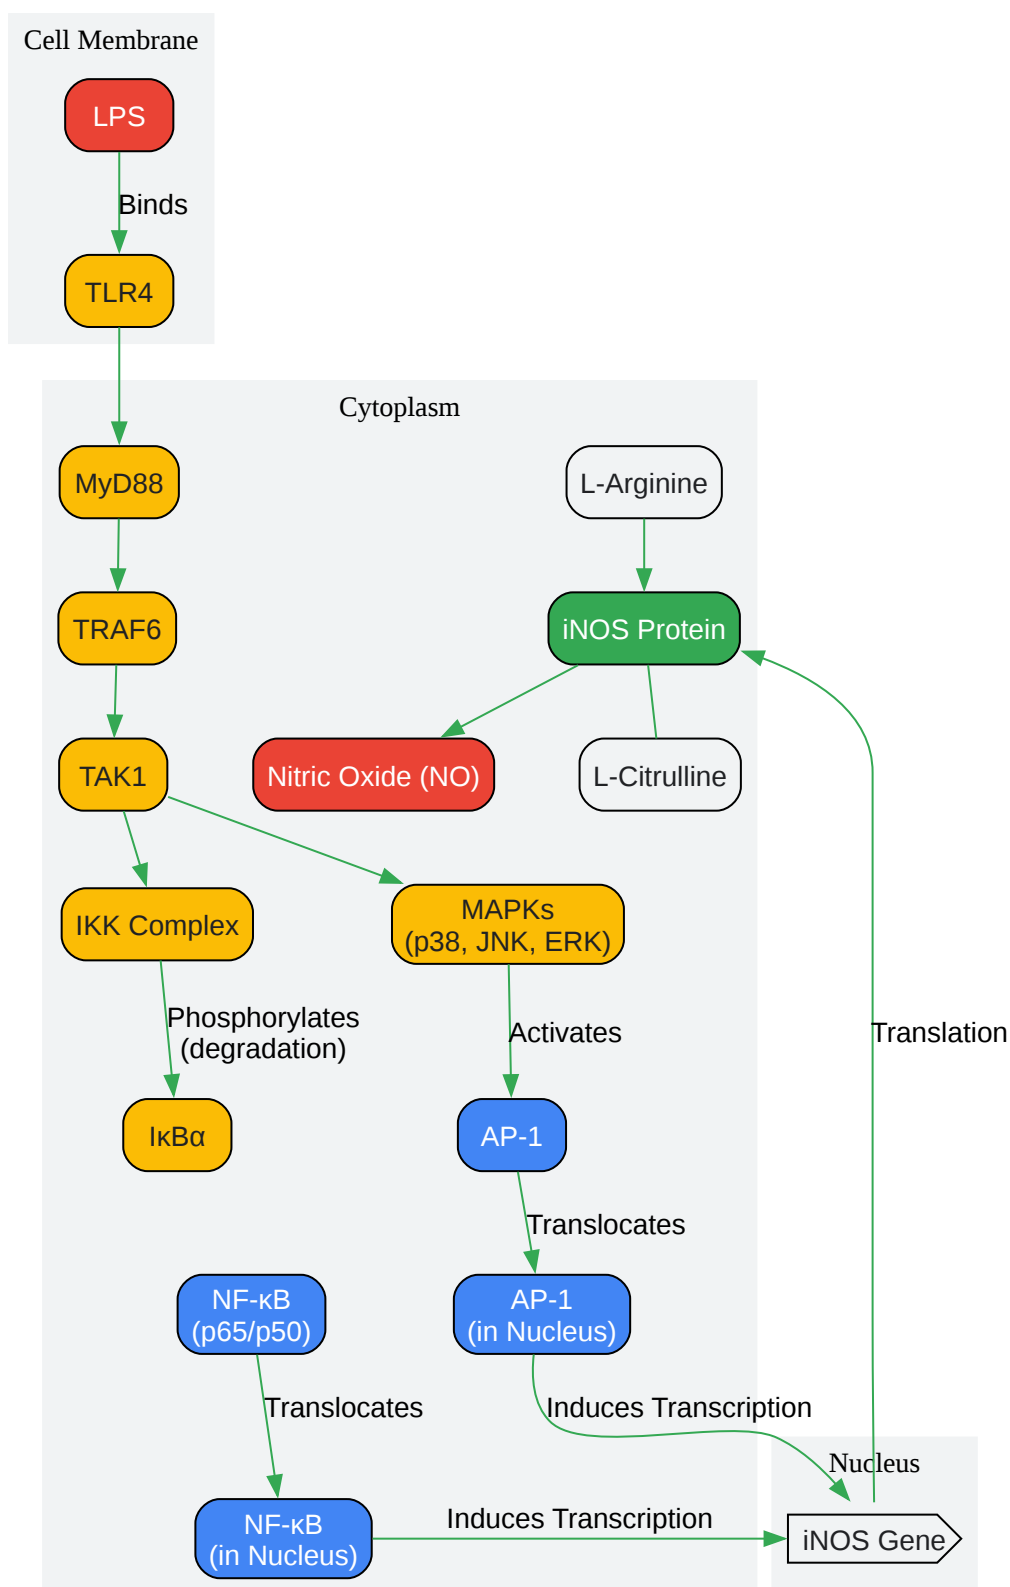 Cell Membrane
LPS
Binds
TLR4
Cytoplasm
MyD88
L-Arginine
TRAF6
iNOS Protein
TAK1
Nitric Oxide (NO)
L-Citrulline
IKK Complex
MAPKs
(p38, JNK, ERK)
Phosphorylates
(degradation)
Activates
Translation
IκBα
AP-1
Translocates
NF-κB
(p65/p50)
AP-1
(in Nucleus)
Translocates
Induces Transcription
Nucleus
NF-κB
(in Nucleus)
Induces Transcription
iNOS Gene